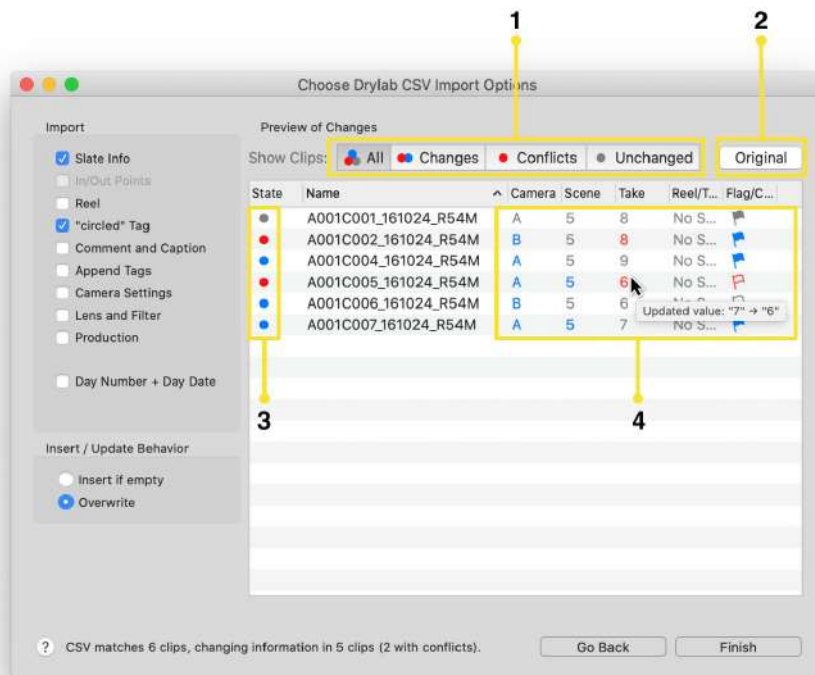 1
2
Choose Drylab CSV Import Options
Import
Slate Info
In/Out Points
Reel
"circled" Tag
Comment and Caption
Append Tags
Camera Settings
Lens and Filter
Production
Day Number + Day Date
Insert / Update Behavior
Insert if empty
Overwrite
Preview of Changes
Show Clips: All Changes Conflicts Unchanged Original
State Name Camera Scene Take Reel/T... Flag/C...
A001C001_161024_R54M A 5 8 No S...
A001C002_161024_R54M B 5 8 No S...
A001C004_161024_R54M A 5 9 No S...
A001C005_161024_R54M A 5 6 No S...
A001C006_161024_R54M B 5 6
Updated value: "7" → "6"
A001C007_161024_R54M A 5 7 No S...
3
4
? CSV matches 6 clips, changing information in 5 clips (2 with conflicts). Go Back Finish